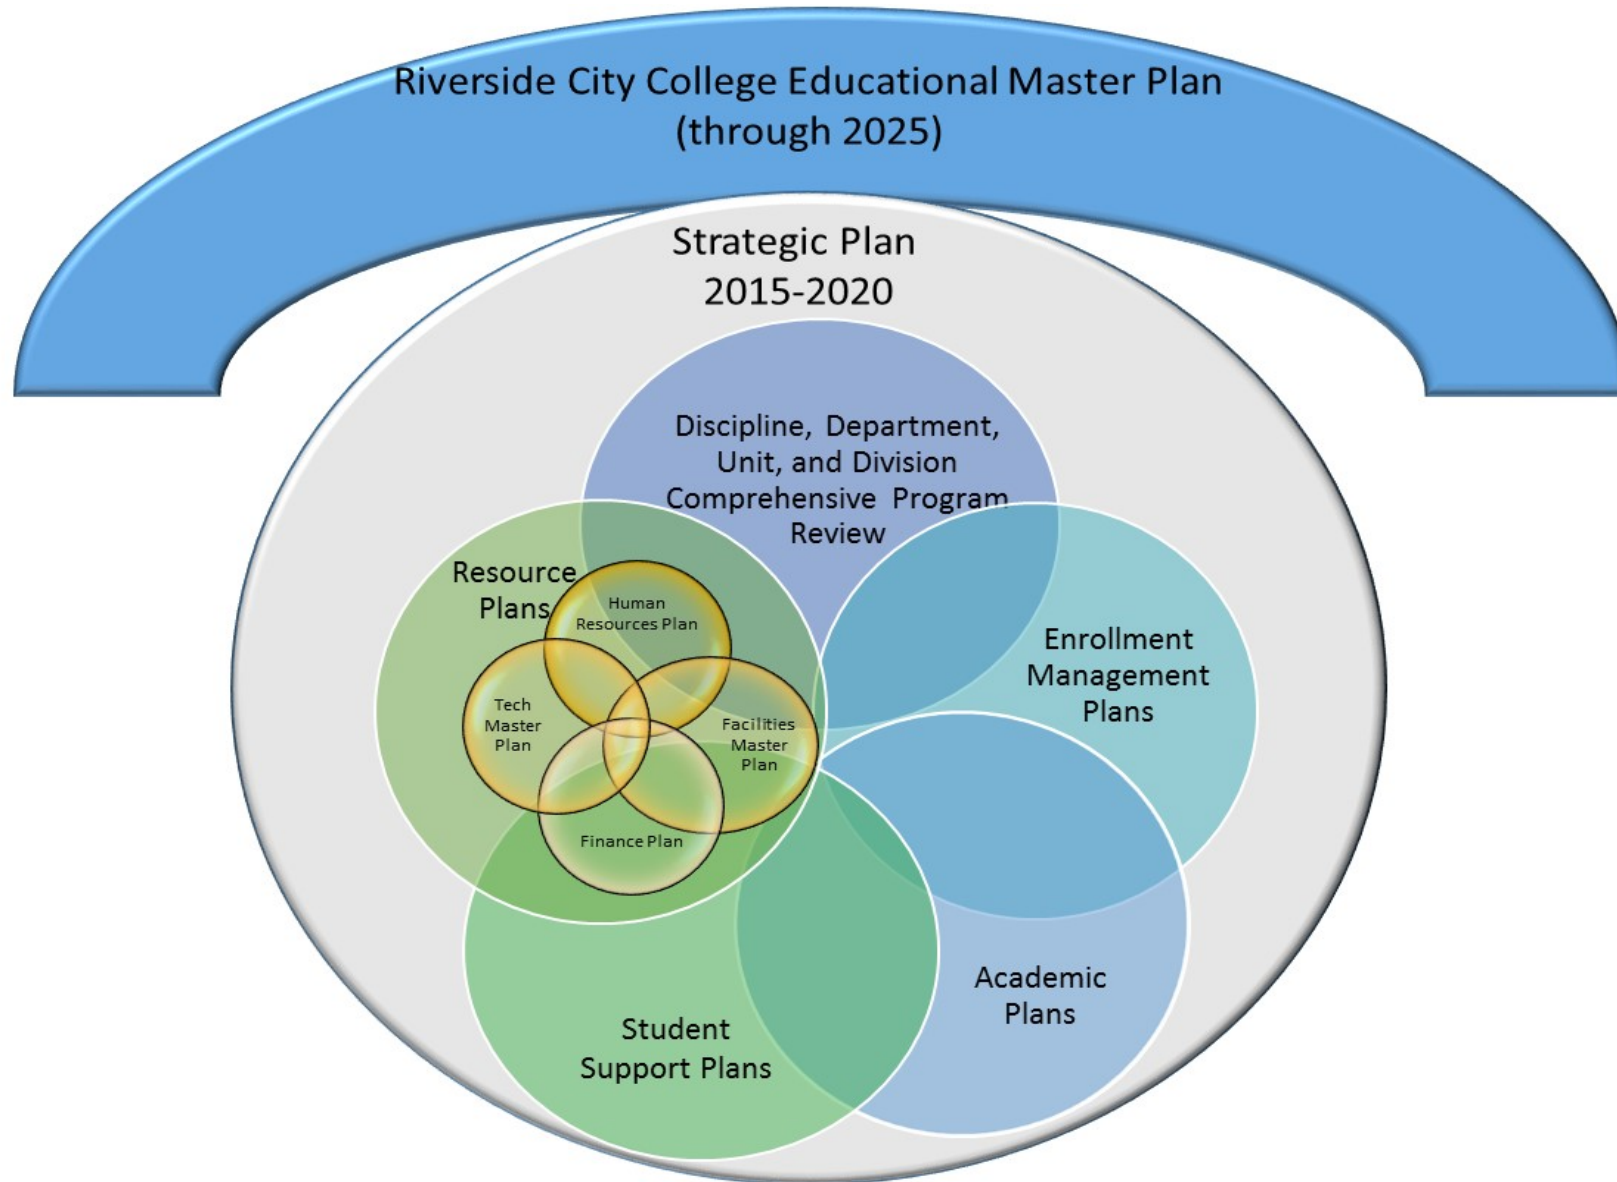 Riverside City College Educational Master Plan
(through 2025)
Strategic Plan
2015-2020
Discipline, Department,
Unit, and Division
Comprehensive Program
Review
Resource
Plans
Human
Resources Plan
Tech
Master
Plan
Facilities
Master
Plan
Finance Plan
Enrollment
Management
Plans
Academic
Plans
Student
Support Plans